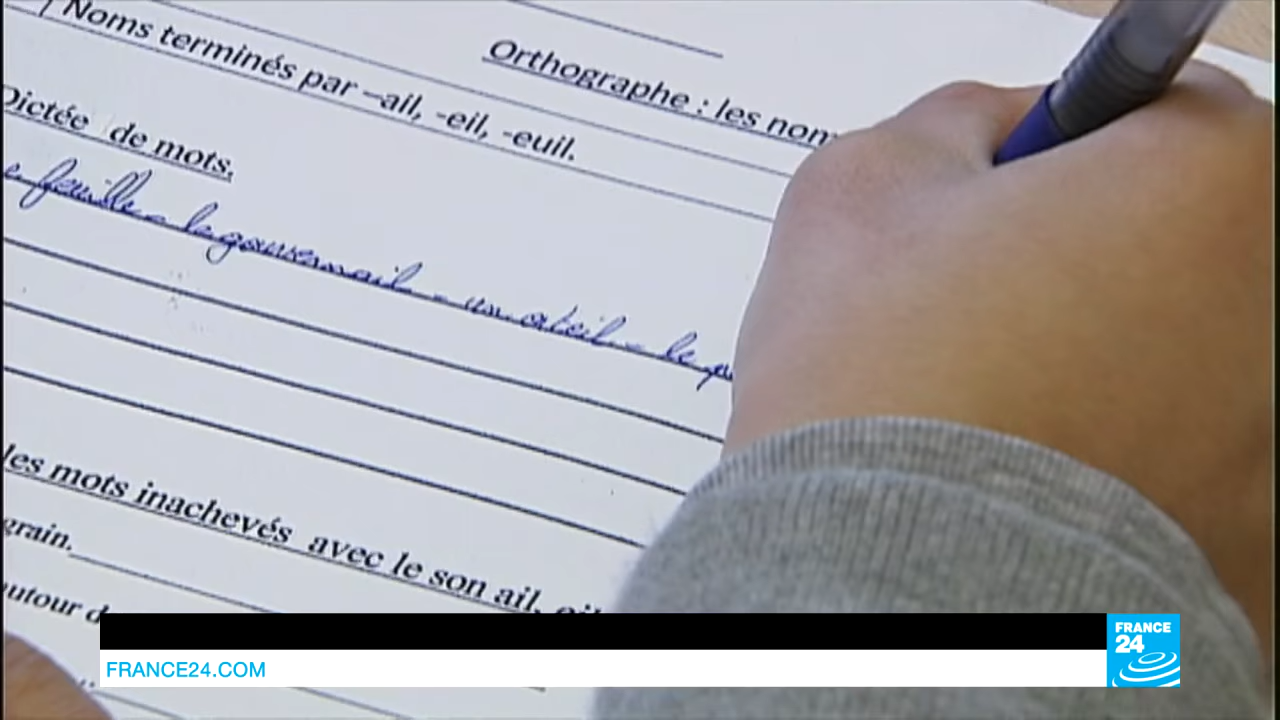 Orthographe : les nom
Noms terminés par –ail, -eil, -euil.
Dictée de mots.
e feuille - le gouvernail - un orteil - le
les mots inachevés avec le son ail,
grain.
autour d
FRANCE
24
FRANCE24.COM